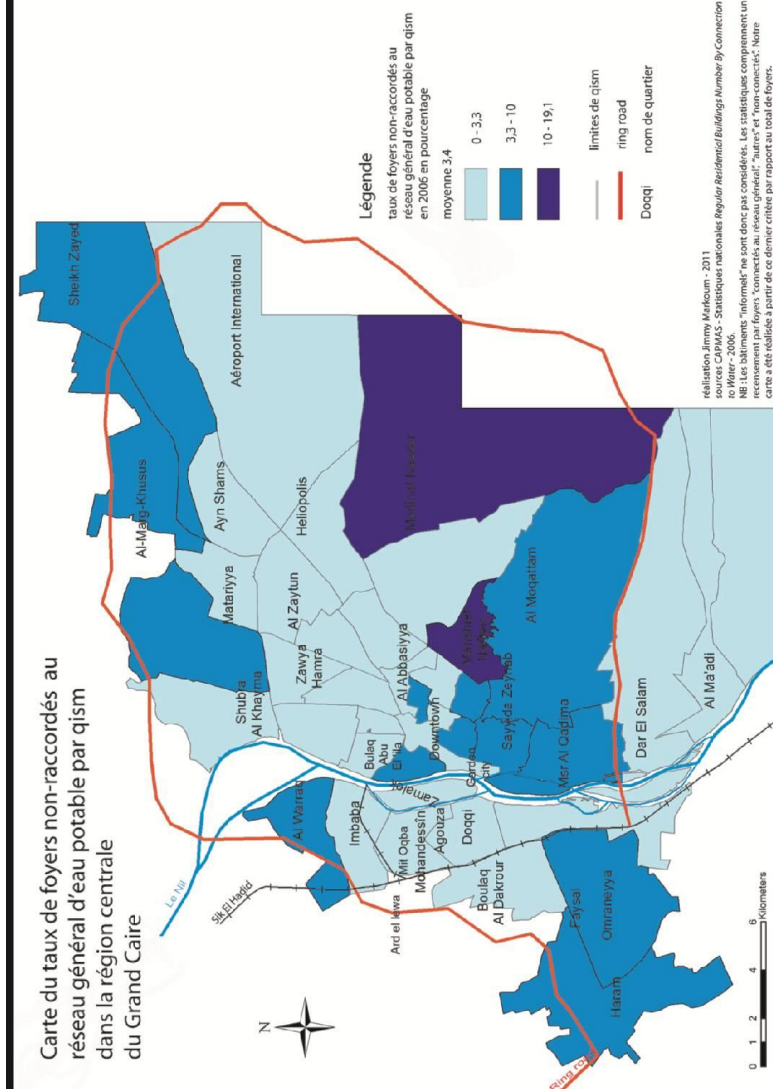 Carte du taux de foyers non-raccordés au
réseau général d'eau potable par qism
dans la région centrale
du Grand Caire
N
Légende
taux de foyers non-raccordés au
réseau général d'eau potable par qism
en 2006 en pourcentage
moyenne 3,4
0 - 3,3
3,3 - 10
10 - 19,1
limites de qism
ring road
Doqqi
nom de quartier
Sheikh Zayed
Aéroport International
Al-Marg-Khusus
Ayn Shams
Heliopolis
Matariyya
Al Zaytun
Shubra
Al Khayma
Zawya
Hamra
Al Abbasiyya
Bulaq
Abu
El 'Ila
Downtown
Garden
city
Zamalek
Sayyida Zeynab
Al Moqattam
Msr Al Qadima
Dar El Salam
Al Ma'adi
Le Nil
Sik El Hadid
Al Warraq
Imbaba
Mit Oqba
Mohandessin
Agouza
Doqqi
Ard el lewa
Boulaq
Al Dakrour
Faysal
Omraneyya
Haram
Ring road
0 1 2 4 6
Kilometers
réalisation Jimmy Markoum - 2011
sources CAPMAS - Statistiques nationales Regular Residential Buildings Number By Connection
to Water - 2006.
NB : Les bâtiments "informels" ne sont donc pas considérés. Les statistiques comprennent un
recensement par foyers "connectés au réseau général", "autres" et "non-conectés". Notre
carte a été réalisée à partir de ce dernier critère par rapport au total de foyers.